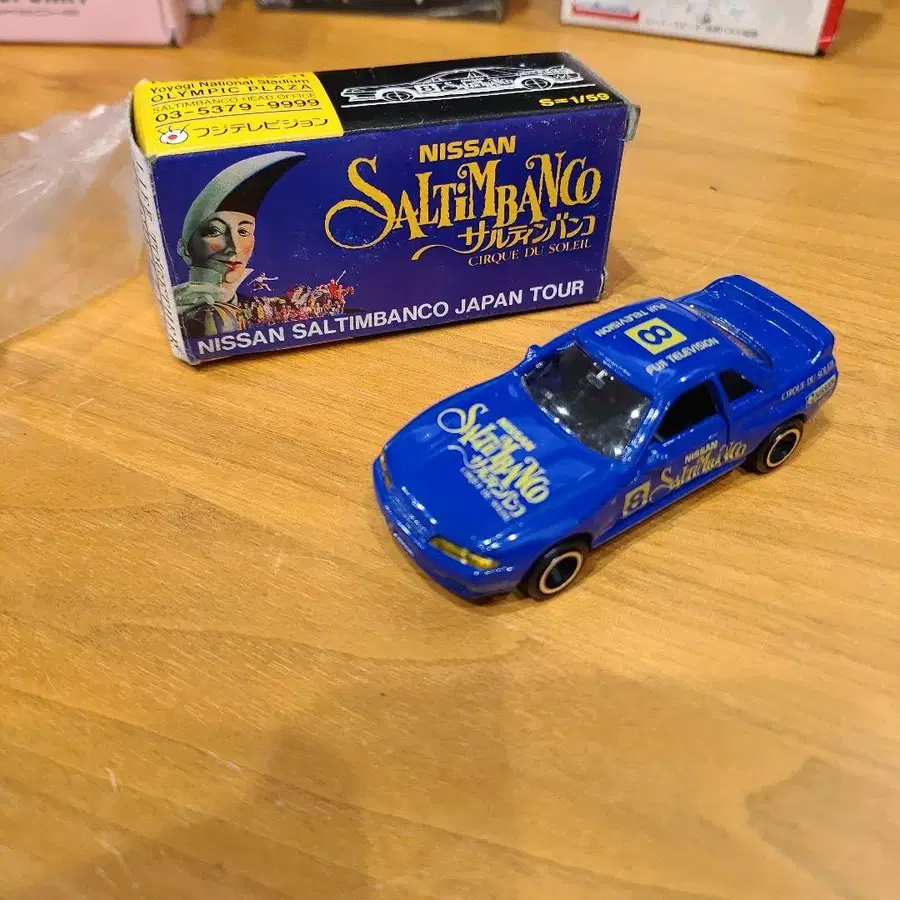 Yoyogi National Stadium
OLYMPIC PLAZA
SALTIMBANCO HEAD OFFICE
03-5379-9999
フジテレビジョン
8
S=1/59
NISSAN
SALTIMBANCO
サルティンバンコ
CIRQUE DU SOLEIL
NISSAN SALTIMBANCO JAPAN TOUR
FUJI TELEVISION
8
FUJI TELEVISION
CIRQUE DU SOLEIL
NISSAN
NISSAN
SALTIMBANCO
サルティンバンコ
CIRQUE DU SOLEIL
NISSAN
SALTIMBANCO
8